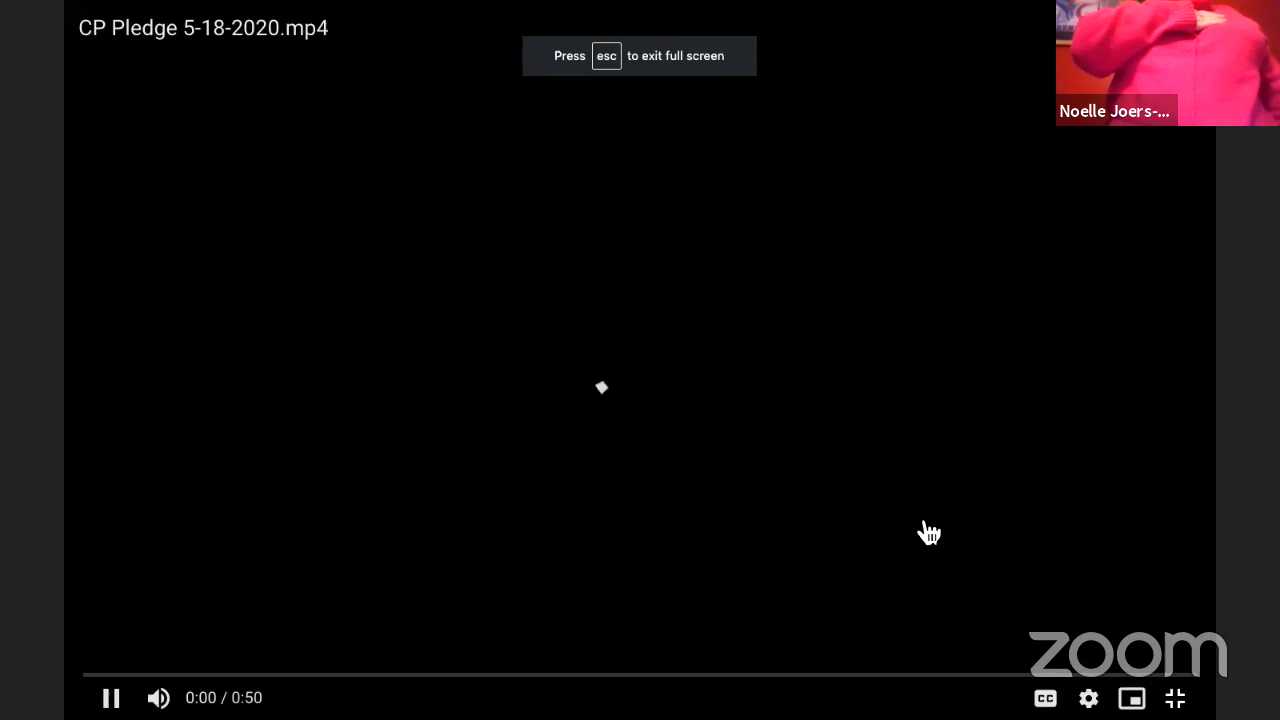 CP Pledge 5-18-2020.mp4
Press esc to exit full screen
Noelle Joers-...
zoom
0:00 / 0:50
CC